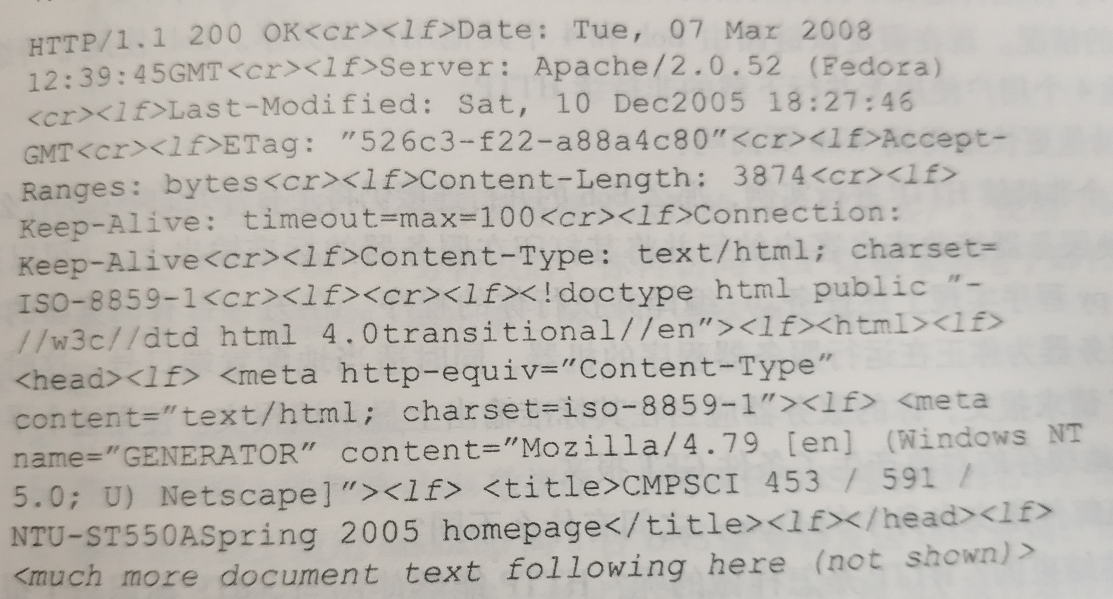 HTTP/1.1 200 OK<cr><lf>Date: Tue, 07 Mar 2008
12:39:45GMT<cr><lf>Server: Apache/2.0.52 (Fedora)
<cr><lf>Last-Modified: Sat, 10 Dec2005 18:27:46
GMT<cr><lf>ETag: ″526c3-f22-a88a4c80″<cr><lf>Accept-
Ranges: bytes<cr><lf>Content-Length: 3874<cr><lf>
Keep-Alive: timeout=max=100<cr><lf>Connection:
Keep-Alive<cr><lf>Content-Type: text/html; charset=
ISO-8859-1<cr><lf><cr><lf><!doctype html public ″-
//w3c//dtd html 4.0transitional//en″><lf><html><lf>
<head><lf> <meta http-equiv=″Content-Type″
content=″text/html; charset=iso-8859-1″><lf> <meta
name=″GENERATOR″ content=″Mozilla/4.79 [en] (Windows NT
5.0; U) Netscape]″><lf> <title>CMPSCI 453 / 591 /
NTU-ST550ASpring 2005 homepage</title><lf></head><lf>
<much more document text following here (not shown)>